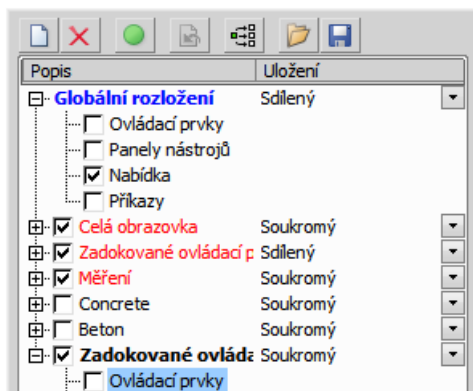 Popis Uložení
Globální rozložení Sdílený
Ovládací prvky
Panely nástrojů
Nabídka
Příkazy
Celá obrazovka Soukromý
Zadokované ovládací p Sdílený
Měření Soukromý
Concrete Soukromý
Beton Soukromý
Zadokované ovláda Soukromý
Ovládací prvky